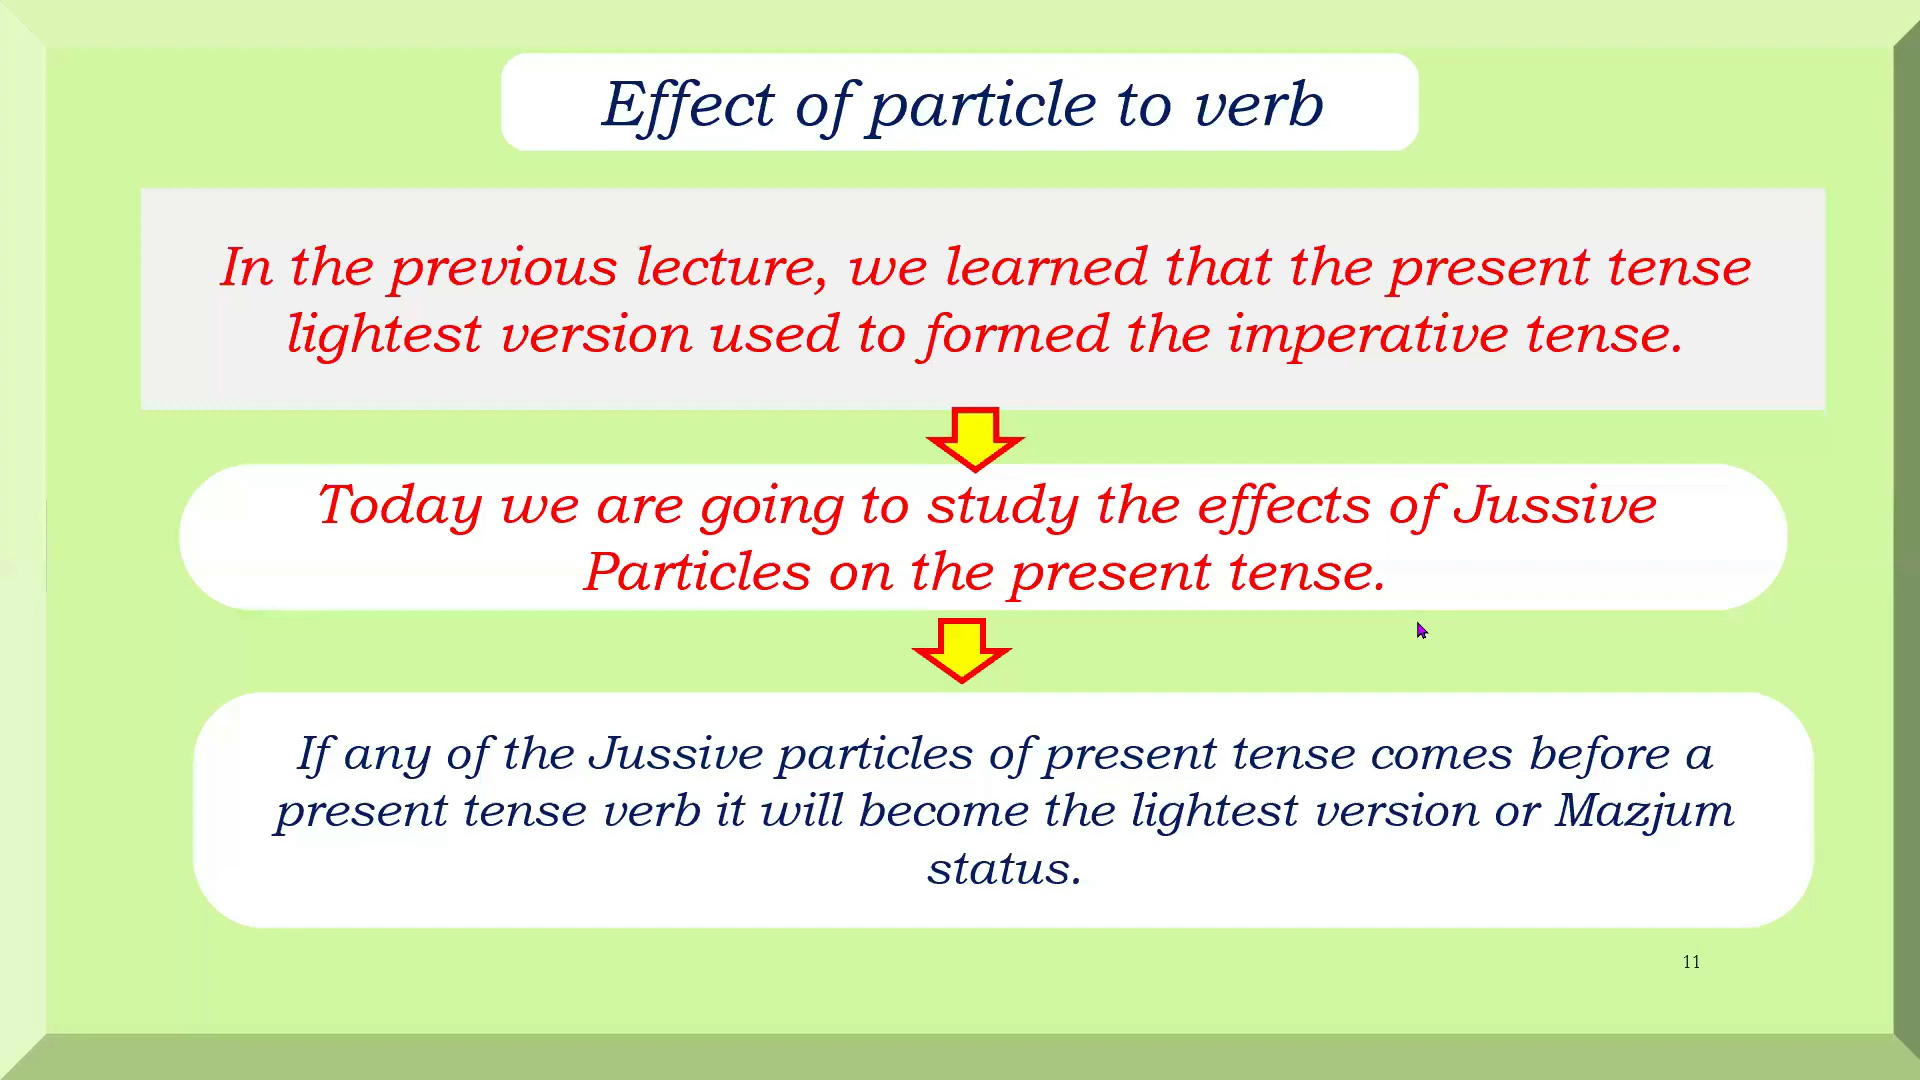 Effect of particle to verb
In the previous lecture, we learned that the present tense
lightest version used to formed the imperative tense.
Today we are going to study the effects of Jussive
Particles on the present tense.
If any of the Jussive particles of present tense comes before a
present tense verb it will become the lightest version or Mazjum
status.
11